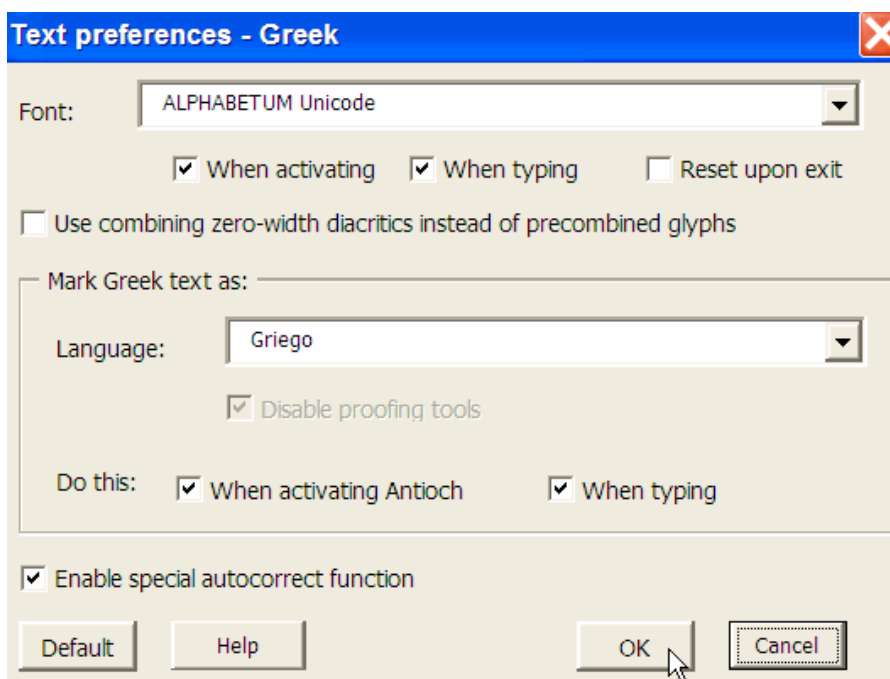 Text preferences - Greek
Font: ALPHABETUM Unicode
When activating When typing Reset upon exit
Use combining zero-width diacritics instead of precombined glyphs
Mark Greek text as:
Language: Griego
Disable proofing tools
Do this: When activating Antioch When typing
Enable special autocorrect function
Default Help OK Cancel